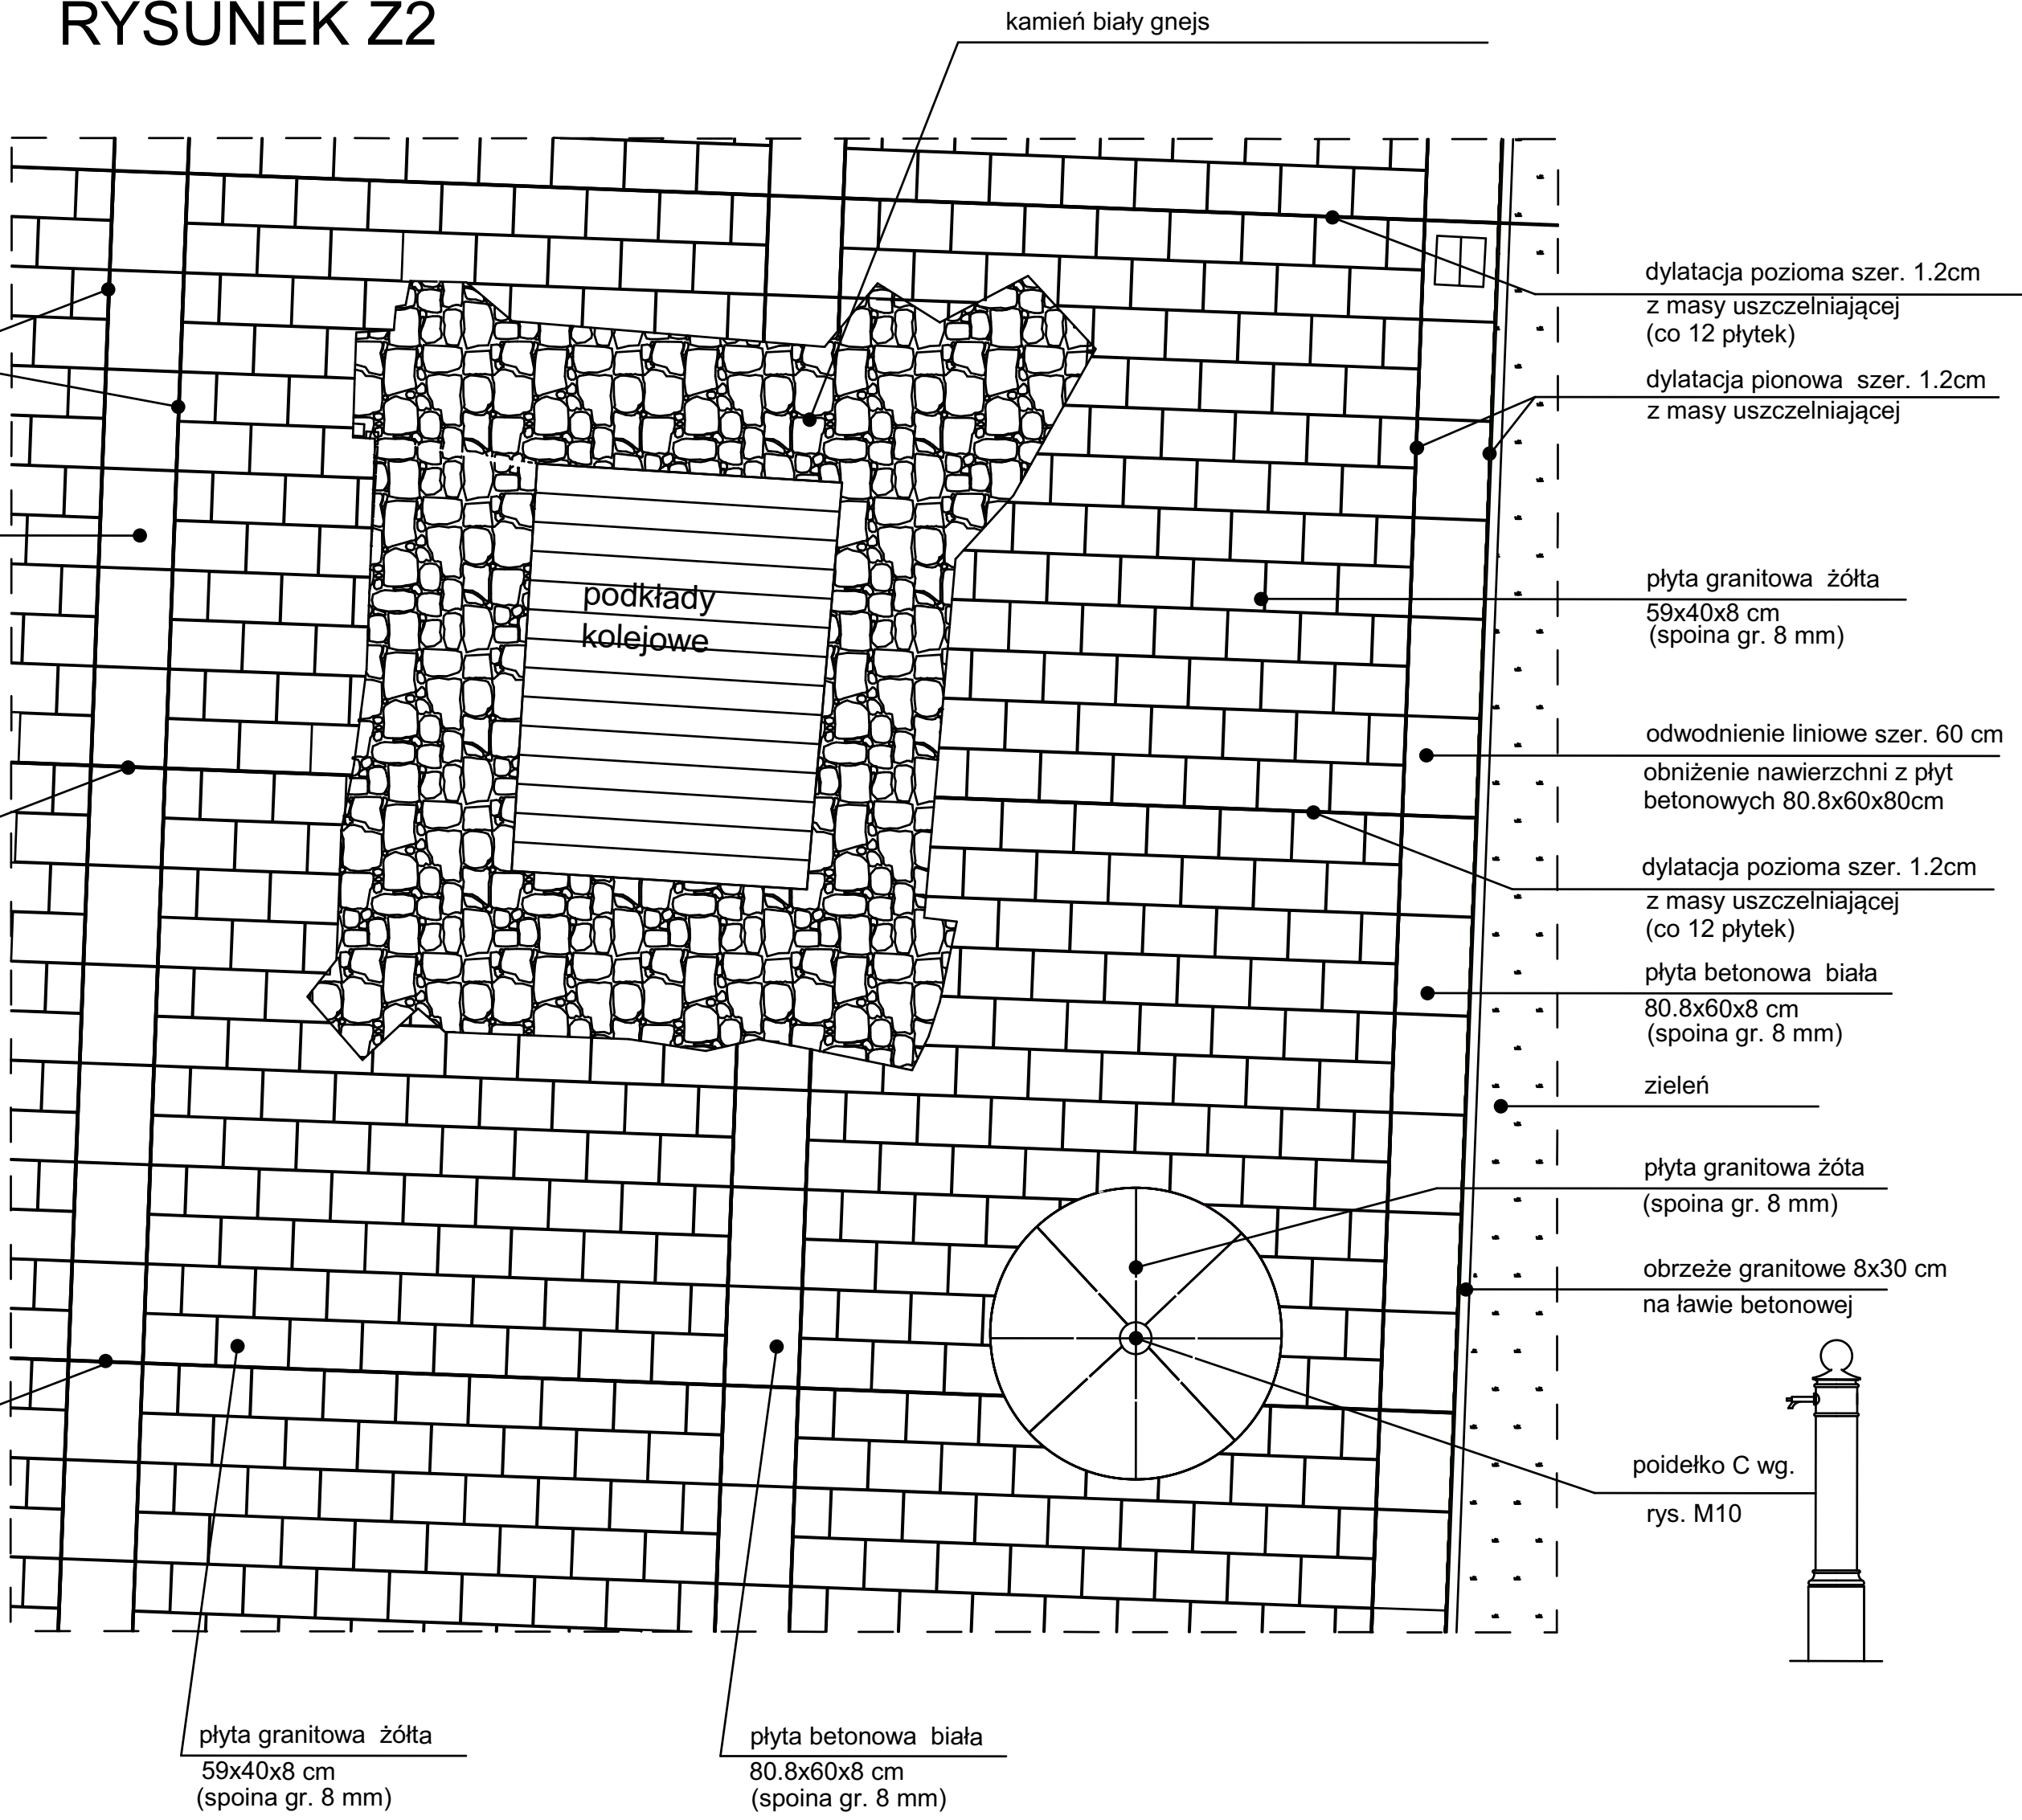 RYSUNEK Z2
kamień biały gnejs
dylatacja pozioma szer. 1.2cm
z masy uszczelniającej
(co 12 płytek)
dylatacja pionowa szer. 1.2cm
z masy uszczelniającej
podkłady
kolejowe
płyta granitowa żółta
59x40x8 cm
(spoina gr. 8 mm)
odwodnienie liniowe szer. 60 cm
obniżenie nawierzchni z płyt
betonowych 80.8x60x80cm
dylatacja pozioma szer. 1.2cm
z masy uszczelniającej
(co 12 płytek)
płyta betonowa biała
80.8x60x8 cm
(spoina gr. 8 mm)
zieleń
płyta granitowa żóta
(spoina gr. 8 mm)
obrzeże granitowe 8x30 cm
na ławie betonowej
poidełko C wg.
rys. M10
płyta granitowa żółta
59x40x8 cm
(spoina gr. 8 mm)
płyta betonowa biała
80.8x60x8 cm
(spoina gr. 8 mm)